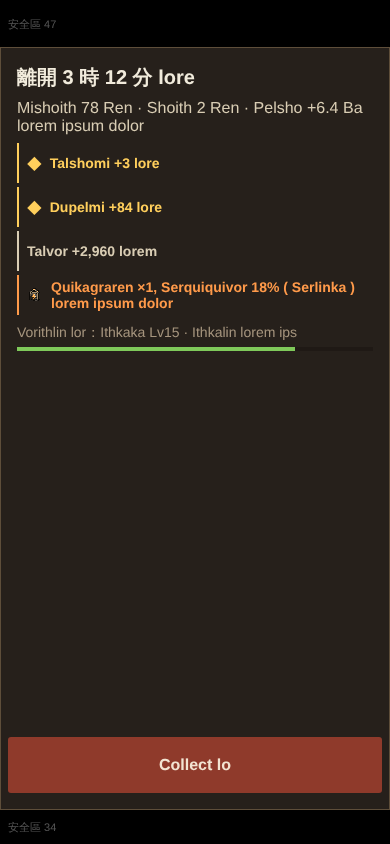 安全區 47
離開 3 時 12 分 lore
Mishoith 78 Ren · Shoith 2 Ren · Pelsho +6.4 Ba
lorem ipsum dolor
Talshomi +3 lore
Dupelmi +84 lore
Talvor +2,960 lorem
Quikagraren ×1, Serquiquivor 18% ( Serlinka )
lorem ipsum dolor
Vorithlin lor：Ithkaka Lv15 · Ithkalin lorem ips
Collect lo
安全區 34